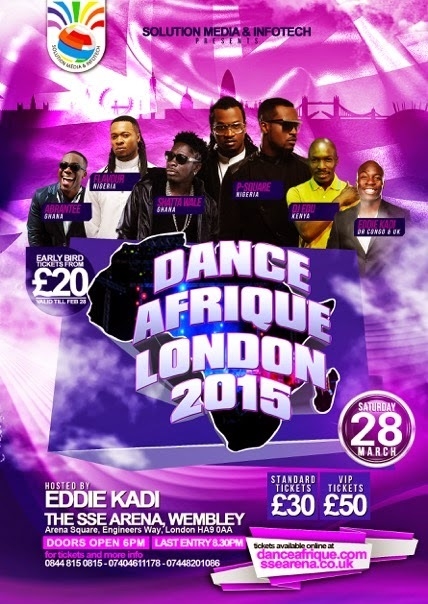 SOLUTION MEDIA & INFOTECH
SOLUTION MEDIA & INFOTECH
PRESENTS
ABRANTEE
GHANA
FLAVOUR
NIGERIA
SHATTA WALE
GHANA
P-SQUARE
NIGERIA
DJ EDU
KENYA
EDDIE KADI
DR CONGO & UK
EARLY BIRD
TICKETS FROM
£20
VALID TILL FEB 28
DANCE
AFRIQUE
LONDON
2015
SATURDAY
28
MARCH
HOSTED BY
EDDIE KADI
THE SSE ARENA, WEMBLEY
Arena Square, Engineers Way, London HA9 0AA
DOORS OPEN 6PM LAST ENTRY 8.30PM
for tickets and more info
0844 815 0815 - 07404611178 - 07448201086
STANDARD
TICKETS
£30
VIP
TICKETS
£50
tickets available online at
danceafrique.com
ssearena.co.uk